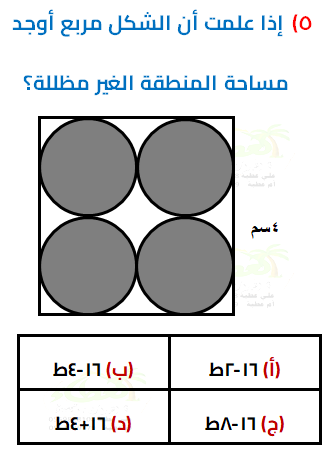 ٥) إذا علمت أن الشكل مربع أوجد
مساحة المنطقة الغير مظللة؟
٤سم
(أ) ١٦-٢ط
(ب) ١٦-٤ط
(ج) ١٦-٨ط
(د) ١٦+٤ط